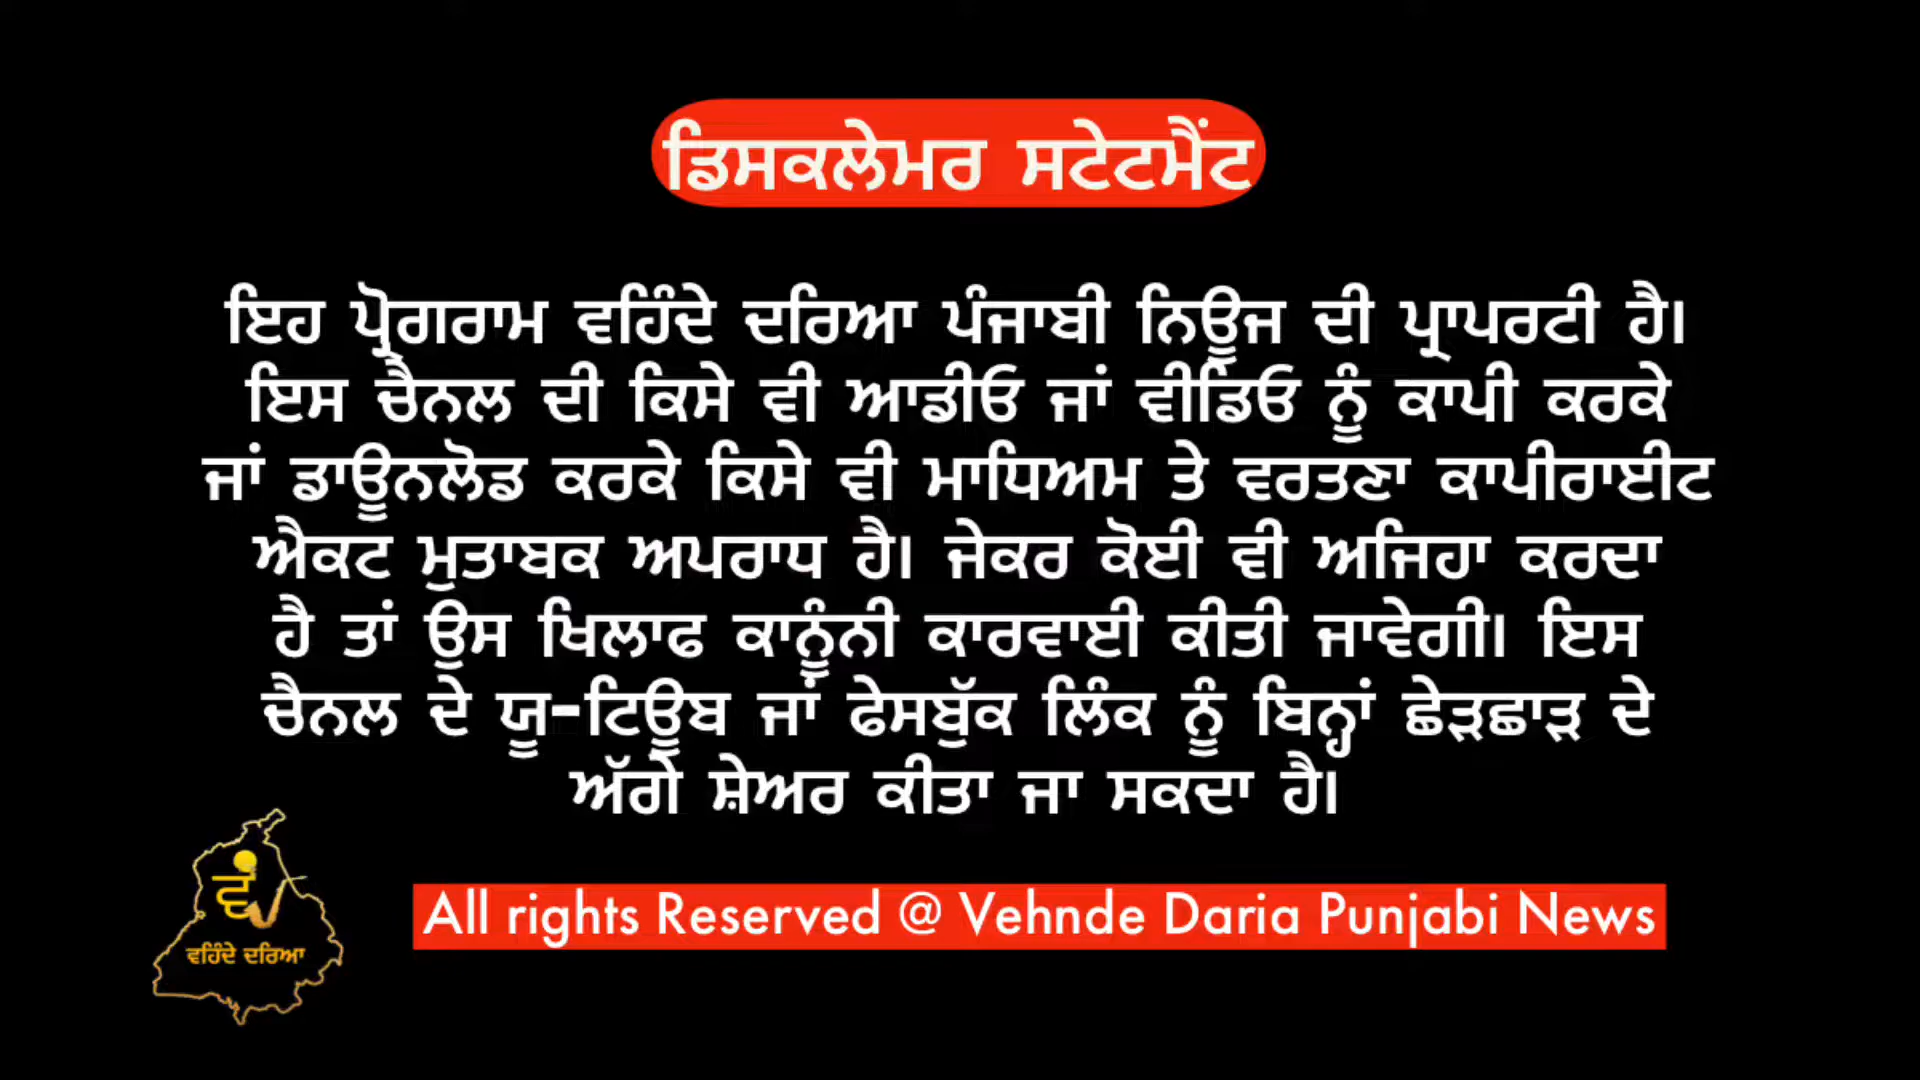 ਡਿਸਕਲੇਮਰ ਸਟੇਟਮੈਂਟ
ਇਹ ਪ੍ਰੋਗਰਾਮ ਵਹਿੰਦੇ ਦਰਿਆ ਪੰਜਾਬੀ ਨਿਊਜ ਦੀ ਪ੍ਰਾਪਰਟੀ ਹੈ।
ਇਸ ਚੈਨਲ ਦੀ ਕਿਸੇ ਵੀ ਆਡੀਓ ਜਾਂ ਵੀਡਿਓ ਨੂੰ ਕਾਪੀ ਕਰਕੇ
ਜਾਂ ਡਾਊਨਲੋਡ ਕਰਕੇ ਕਿਸੇ ਵੀ ਮਾਧਿਅਮ ਤੇ ਵਰਤਣਾ ਕਾਪੀਰਾਈਟ
ਐਕਟ ਮੁਤਾਬਕ ਅਪਰਾਧ ਹੈ। ਜੇਕਰ ਕੋਈ ਵੀ ਅਜਿਹਾ ਕਰਦਾ
ਹੈ ਤਾਂ ਉਸ ਖਿਲਾਫ ਕਾਨੂੰਨੀ ਕਾਰਵਾਈ ਕੀਤੀ ਜਾਵੇਗੀ। ਇਸ
ਚੈਨਲ ਦੇ ਯੂ-ਟਿਊਬ ਜਾਂ ਫੇਸਬੁੱਕ ਲਿੰਕ ਨੂੰ ਬਿਨ੍ਹਾਂ ਛੇੜਛਾੜ ਦੇ
ਅੱਗੇ ਸ਼ੇਅਰ ਕੀਤਾ ਜਾ ਸਕਦਾ ਹੈ।
ਵਹਿੰਦੇ ਦਰਿਆ
All rights Reserved @ Vehnde Daria Punjabi News